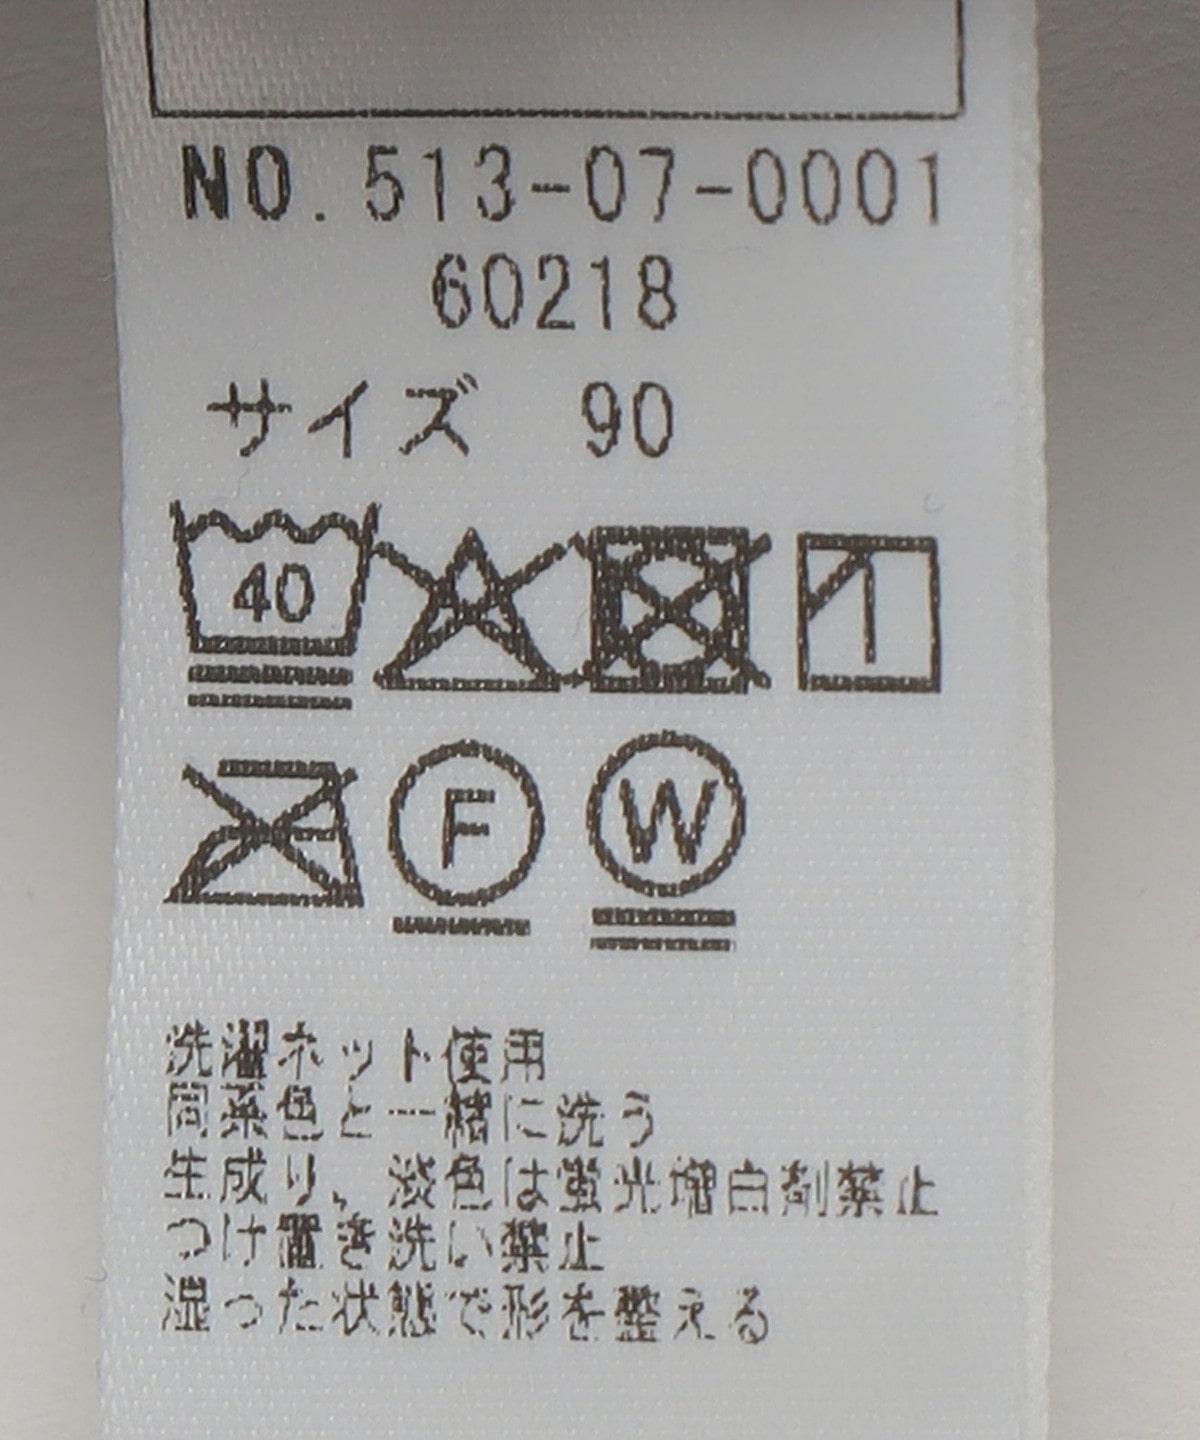 NO. 513-07-0001
60218
サイズ 90
40
F W
洗濯ネット使用
同系色と一緒に洗う
生成り、淡色は蛍光増白剤禁止
つけ置き洗い禁止
湿った状態で形を整える